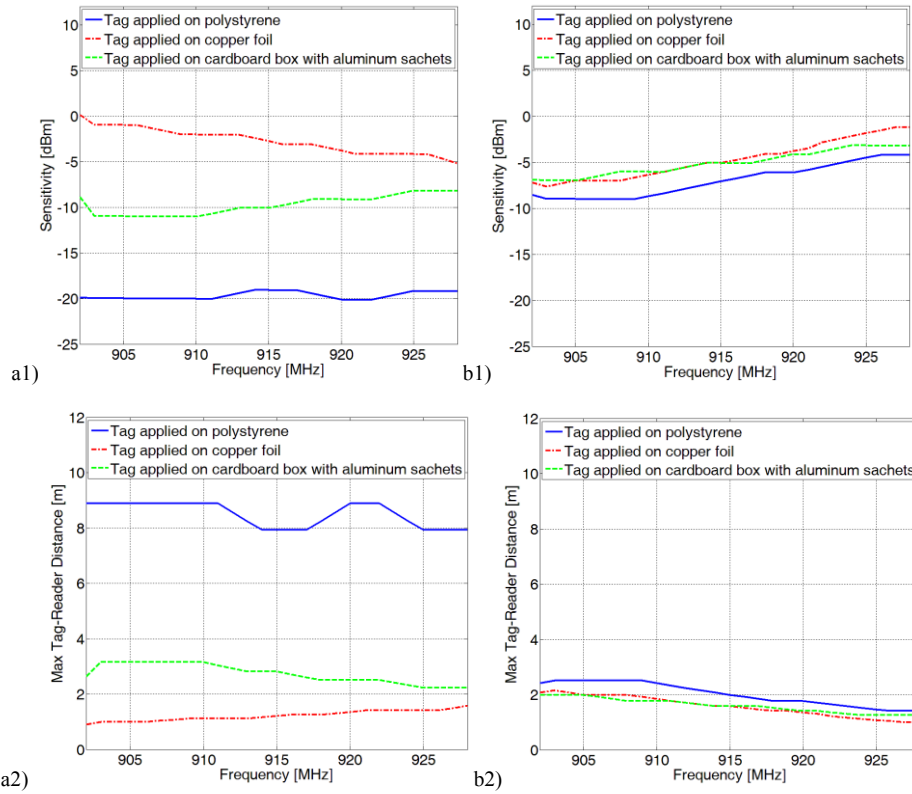 10
5
0
-5
-10
-15
-20
-25
Sensitivity [dBm]
Tag applied on polystyrene
Tag applied on copper foil
Tag applied on cardboard box with aluminum sachets
905 910 915 920 925
Frequency [MHz]
a1)
10
5
0
-5
-10
-15
-20
-25
Sensitivity [dBm]
Tag applied on polystyrene
Tag applied on copper foil
Tag applied on cardboard box with aluminum sachets
905 910 915 920 925
Frequency [MHz]
b1)
12
10
8
6
4
2
0
Max Tag-Reader Distance [m]
Tag applied on polystyrene
Tag applied on copper foil
Tag applied on cardboard box with aluminum sachets
905 910 915 920 925
Frequency [MHz]
a2)
12
10
8
6
4
2
0
Max Tag-Reader Distance [m]
Tag applied on polystyrene
Tag applied on copper foil
Tag applied on cardboard box with aluminum sachets
905 910 915 920 925
Frequency [MHz]
b2)